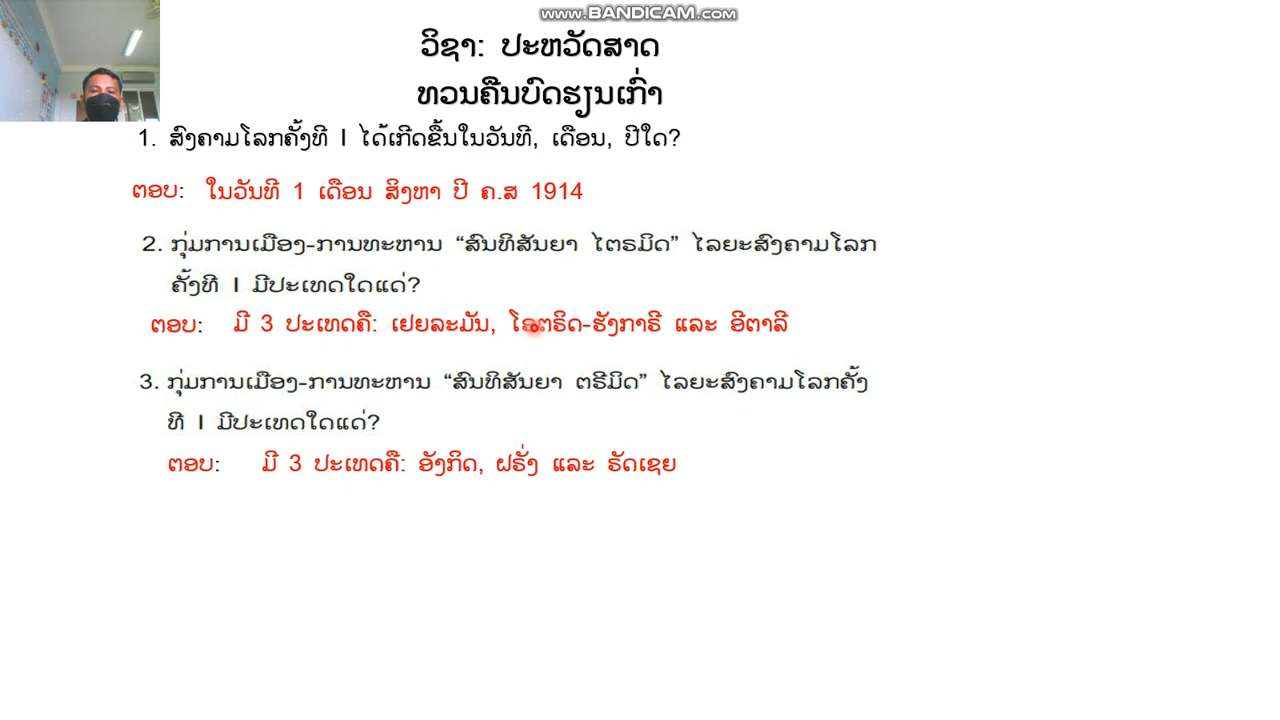 www.BANDICAM.com
ວິຊາ: ປະຫວັດສາດ
ທວນຄືນບົດຮຽນເກົ່າ
1. ສົງຄາມໂລກຄັ້ງທີ I ໄດ້ເກີດຂື້ນໃນວັນທີ, ເດືອນ, ປີໃດ?
ຕອບ: ໃນວັນທີ 1 ເດືອນ ສິງຫາ ປີ ຄ.ສ 1914
2. ກຸ່ມການເມືອງ-ການທະຫານ “ສົນທິສັນຍາ ໄຕຣມິດ” ໄລຍະສົງຄາມໂລກ
ຄັ້ງທີ I ມີປະເທດໃດແດ່?
ຕອບ: ມີ 3 ປະເທດຄື: ເຢຍລະມັນ, ໂອຕຣິດ-ຮັງກາຣີ ແລະ ອີຕາລີ
3. ກຸ່ມການເມືອງ-ການທະຫານ “ສົນທິສັນຍາ ຕຣີມິດ” ໄລຍະສົງຄາມໂລກຄັ້ງ
ທີ I ມີປະເທດໃດແດ່?
ຕອບ: ມີ 3 ປະເທດຄື: ອັງກິດ, ຝຣັ່ງ ແລະ ຣັດເຊຍ